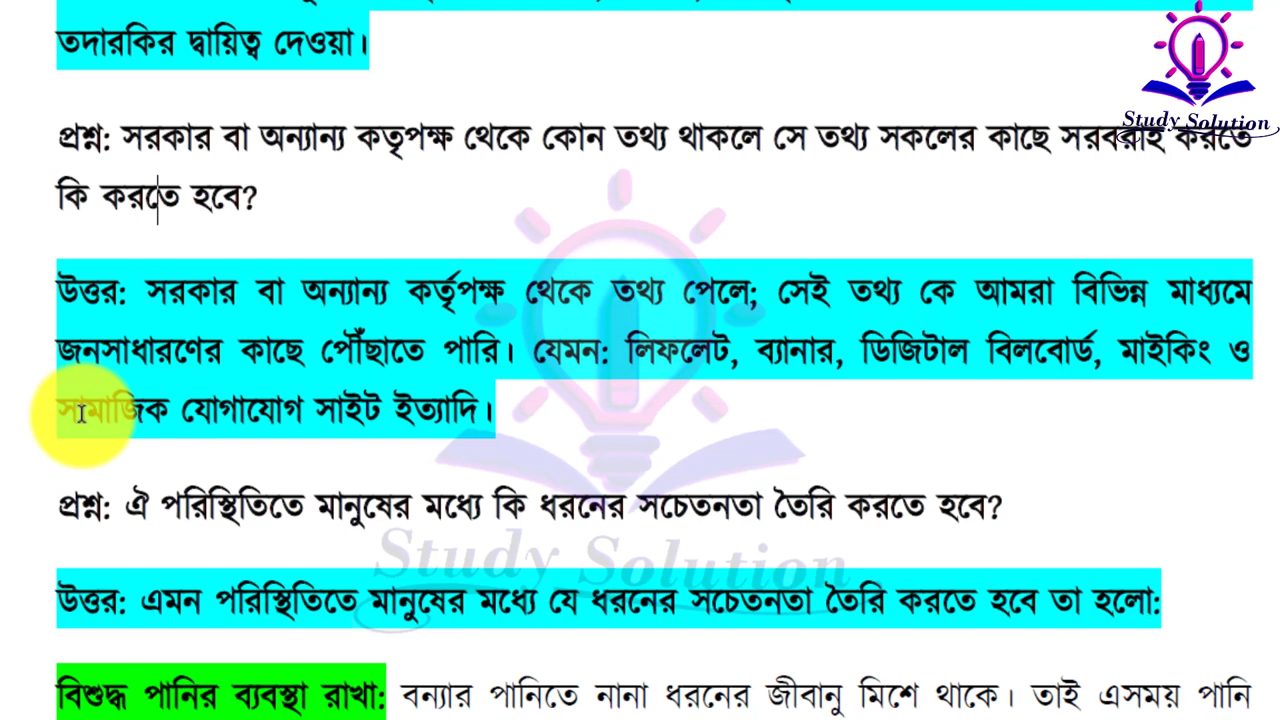 তদারকির দ্বায়িত্ব দেওয়া।
Study Solution
প্রশ্ন: সরকার বা অন্যান্য কতৃপক্ষ থেকে কোন তথ্য থাকলে সে তথ্য সকলের কাছে সরবরাহ করতে
কি করতে হবে?
উত্তর: সরকার বা অন্যান্য কর্তৃপক্ষ থেকে তথ্য পেলে; সেই তথ্য কে আমরা বিভিন্ন মাধ্যমে
জনসাধারণের কাছে পৌঁছাতে পারি। যেমন: লিফলেট, ব্যানার, ডিজিটাল বিলবোর্ড, মাইকিং ও
সামাজিক যোগাযোগ সাইট ইত্যাদি।
প্রশ্ন: ঐ পরিস্থিতিতে মানুষের মধ্যে কি ধরনের সচেতনতা তৈরি করতে হবে?
Study Solution
উত্তর: এমন পরিস্থিতিতে মানুষের মধ্যে যে ধরনের সচেতনতা তৈরি করতে হবে তা হলো:
বিশুদ্ধ পানির ব্যবস্থা রাখা: বন্যার পানিতে নানা ধরনের জীবানু মিশে থাকে। তাই এসময় পানি